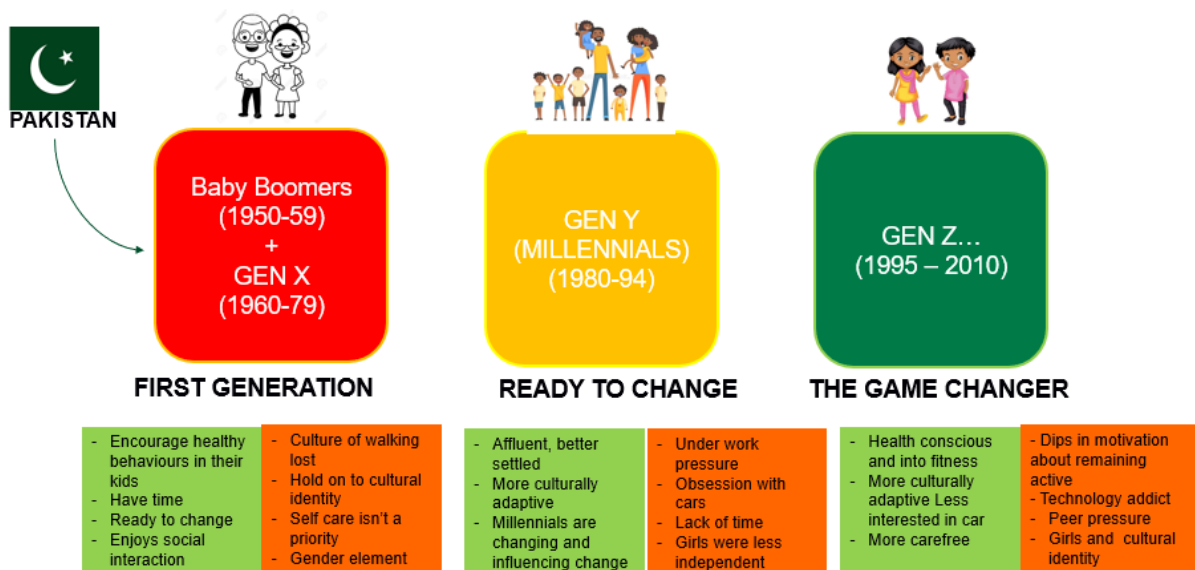 PAKISTAN
Baby Boomers
(1950-59)
+
GEN X
(1960-79)
GEN Y
(MILLENNIALS)
(1980-94)
GEN Z…
(1995 – 2010)
FIRST GENERATION
READY TO CHANGE
THE GAME CHANGER
- Encourage healthy
behaviours in their
kids
- Have time
- Ready to change
- Enjoys social
interaction
- Culture of walking
lost
- Hold on to cultural
identity
- Self care isn't a
priority
- Gender element
- Affluent, better
settled
- More culturally
adaptive
- Millennials are
changing and
influencing change
- Under work
pressure
- Obsession with
cars
- Lack of time
- Girls were less
independent
- Health conscious
and into fitness
- More culturally
adaptive Less
interested in car
- More carefree
- Dips in motivation
about remaining
active
- Technology addict
- Peer pressure
- Girls and cultural
identity